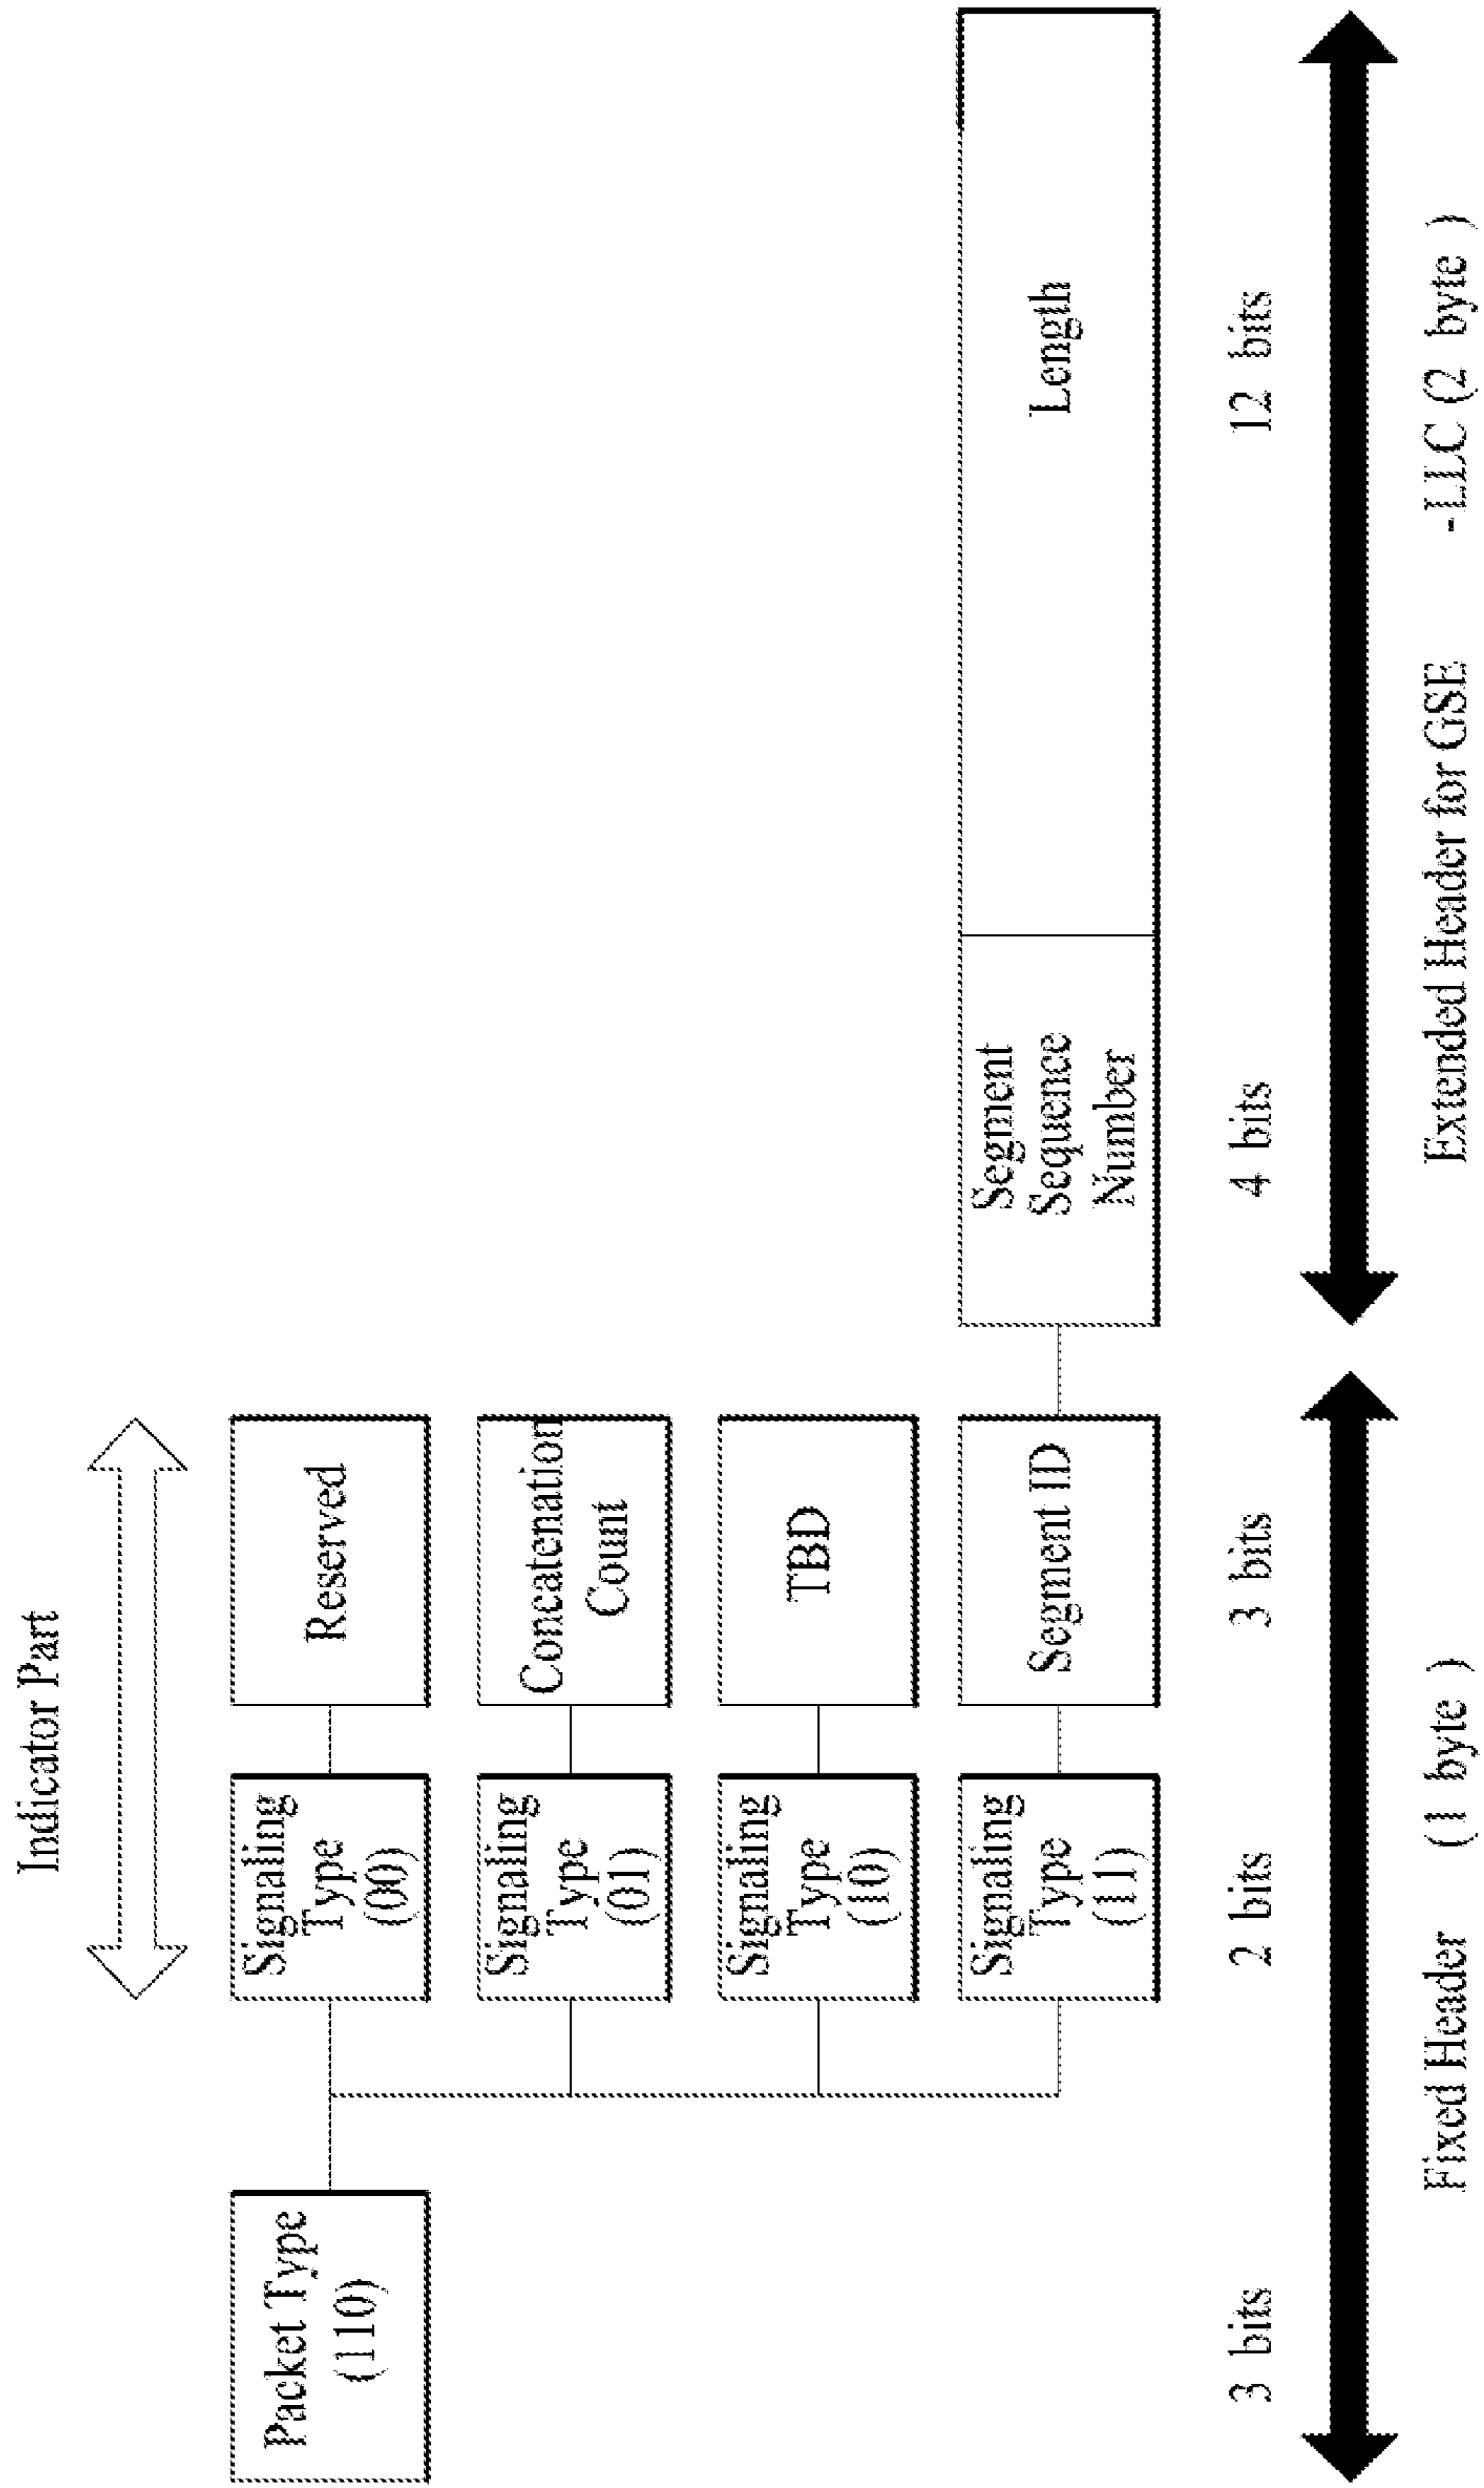 Indicator Part
Packet Type
(110)
Signaling
Type
(00)
Reserved
Signaling
Type
(01)
Concatenation
Count
Signaling
Type
(10)
TBD
Signaling
Type
(11)
Segment ID
Segment
Sequence
Number
Length
3 bits
2 bits
3 bits
4 bits
12 bits
Fixed Header (1 byte )
Extended Header for GSE -LLC (2 byte )